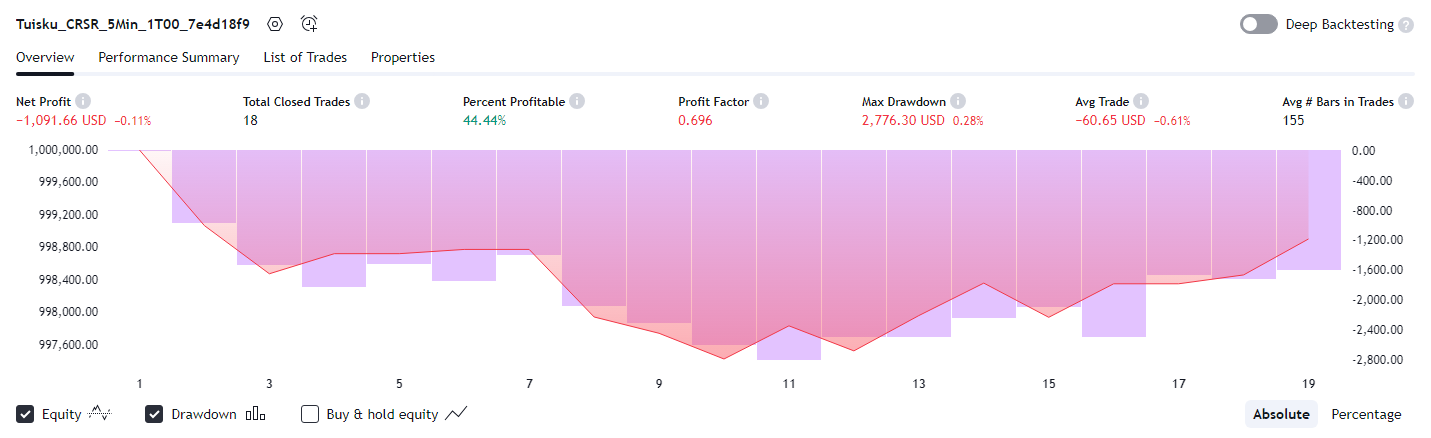 Tuisku_CRSR_5Min_1T00_7e4d18f9 Deep Backtesting ?
Overview Performance Summary List of Trades Properties
Net Profit i Total Closed Trades i Percent Profitable i Profit Factor i Max Drawdown i Avg Trade i Avg # Bars in Trades i
−1,091.66 USD −0.11% 18 44.44% 0.696 2,776.30 USD 0.28% −60.65 USD −0.61% 155
1,000,000.00 0.00
999,600.00 -400.00
999,200.00 -800.00
998,800.00 -1,200.00
998,400.00 -1,600.00
998,000.00 -2,000.00
997,600.00 -2,400.00
-2,800.00
1 3 5 7 9 11 13 15 17 19
Equity Drawdown Buy & hold equity Absolute Percentage